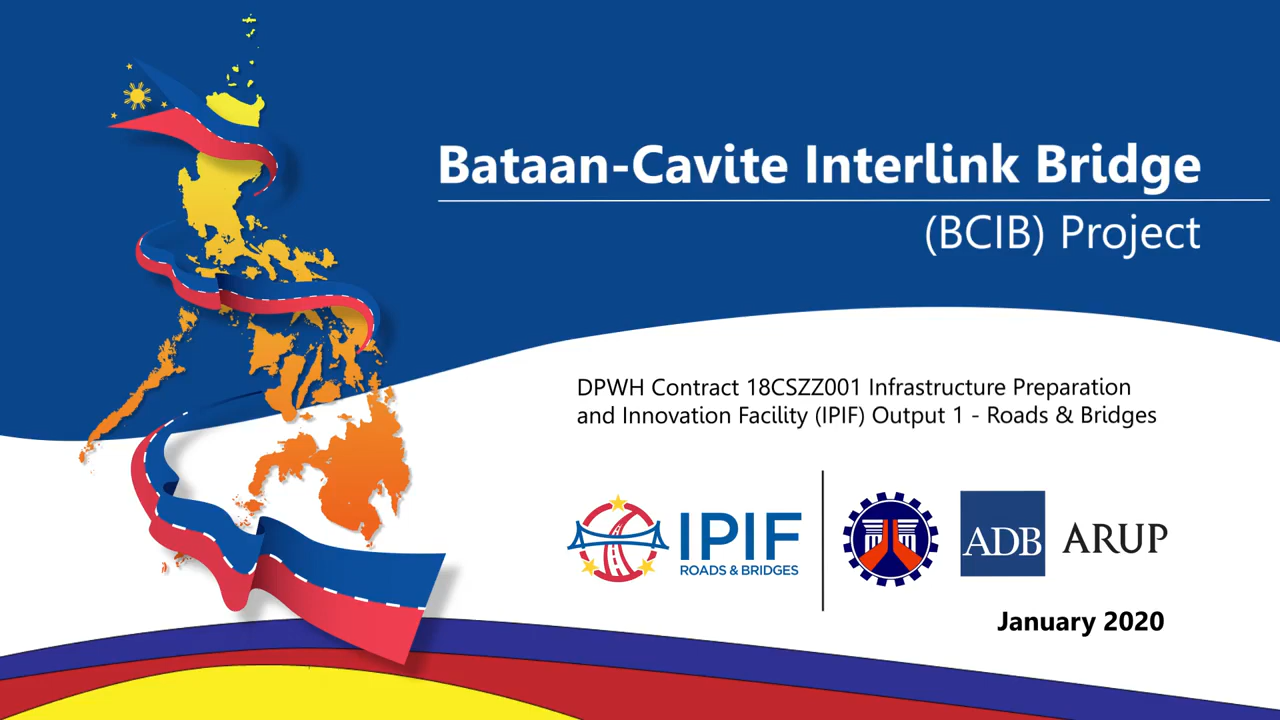 Bataan-Cavite Interlink Bridge
(BCIB) Project
DPWH Contract 18CSZZ001 Infrastructure Preparation
and Innovation Facility (IPIF) Output 1 - Roads & Bridges
IPIF
ROADS & BRIDGES
ADB
ARUP
January 2020